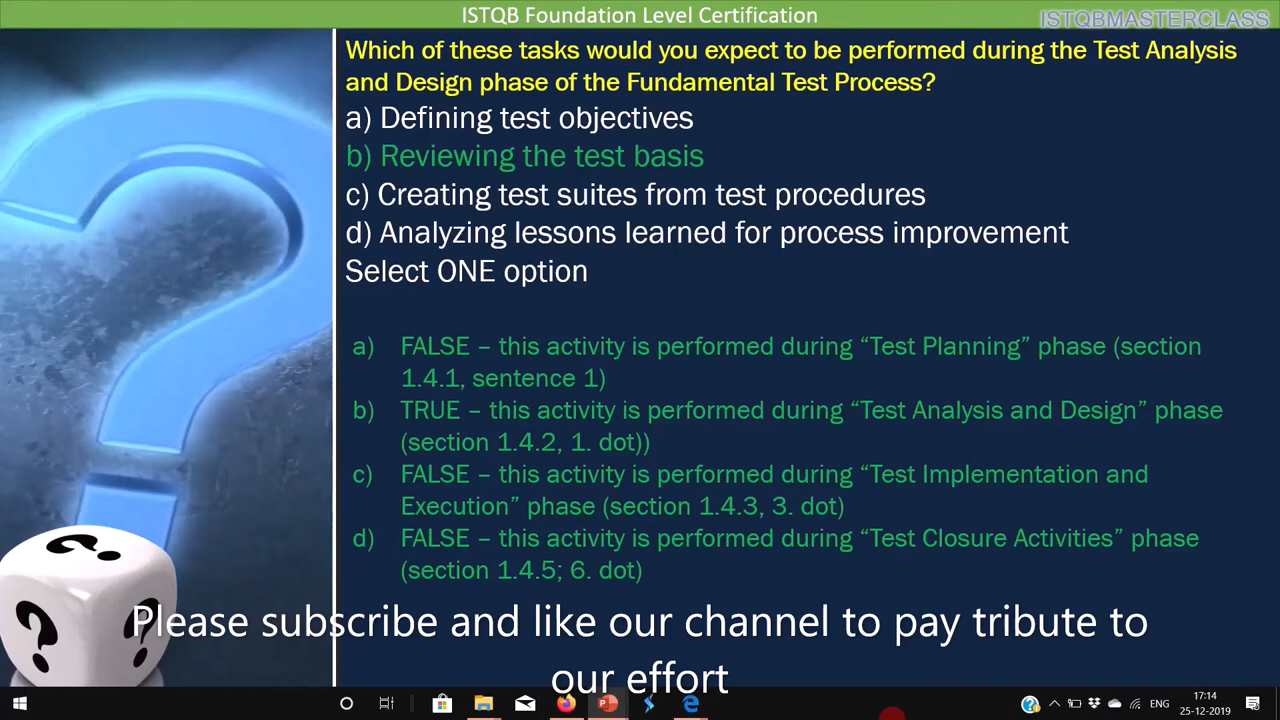 ISTQB Foundation Level Certification
ISTQBMASTERCLASS
Which of these tasks would you expect to be performed during the Test Analysis
and Design phase of the Fundamental Test Process?
a) Defining test objectives
b) Reviewing the test basis
c) Creating test suites from test procedures
d) Analyzing lessons learned for process improvement
Select ONE option
a) FALSE – this activity is performed during “Test Planning” phase (section
1.4.1, sentence 1)
b) TRUE – this activity is performed during “Test Analysis and Design” phase
(section 1.4.2, 1. dot))
c) FALSE – this activity is performed during “Test Implementation and
Execution” phase (section 1.4.3, 3. dot)
d) FALSE – this activity is performed during “Test Closure Activities” phase
(section 1.4.5; 6. dot)
Please subscribe and like our channel to pay tribute to
our effort
ENG
17:14
25-12-2019